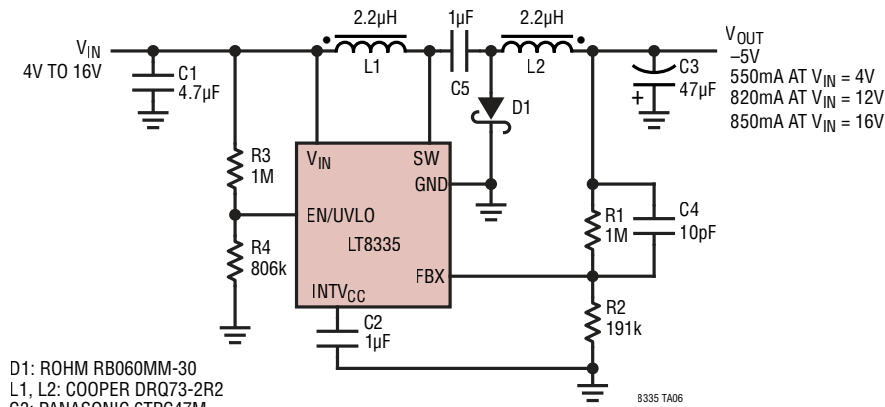 2.2µH
1µF
2.2µH
VIN
4V TO 16V
C1
4.7µF
L1
C5
L2
D1
C3
47µF
+
VOUT
–5V
550mA AT VIN = 4V
820mA AT VIN = 12V
850mA AT VIN = 16V
R3
1M
R4
806k
VIN
SW
GND
EN/UVLO
LT8335
FBX
INTVCC
C2
1µF
R1
1M
C4
10pF
R2
191k
D1: ROHM RB060MM-30
L1, L2: COOPER DRQ73-2R2
8335 TA06